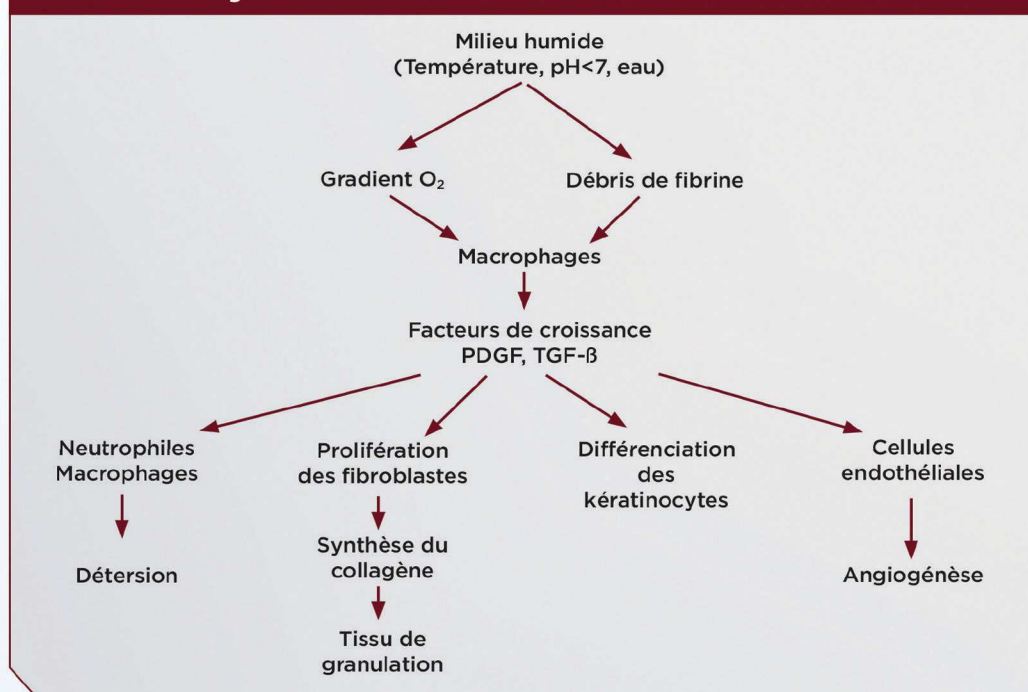 Milieu humide
(Température, pH<7, eau)
Gradient O₂
Débris de fibrine
Macrophages
Facteurs de croissance
PDGF, TGF-ß
Neutrophiles
Macrophages
Prolifération
des fibroblastes
Différenciation
des
kératinocytes
Cellules
endothéliales
Détersion
Synthèse du
collagène
Angiogénèse
Tissu de
granulation